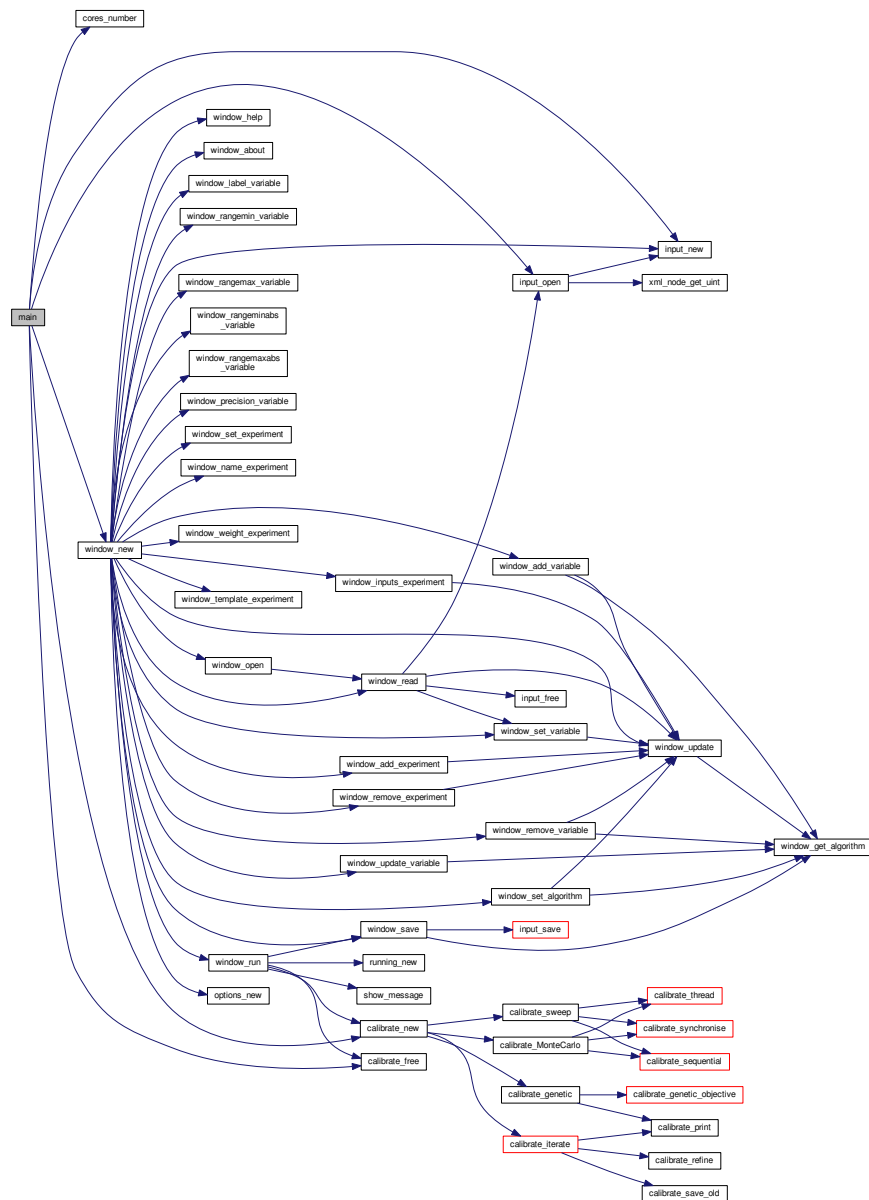 cores_number
window_help
window_about
window_label_variable
window_rangemin_variable
input_new
window_rangemax_variable
input_open
xml_node_get_uint
main
window_rangeminabs
_variable
window_rangemaxabs
_variable
window_precision_variable
window_set_experiment
window_name_experiment
window_weight_experiment
window_new
window_add_variable
window_inputs_experiment
window_template_experiment
window_open
window_read
input_free
window_set_variable
window_update
window_add_experiment
window_remove_experiment
window_remove_variable
window_get_algorithm
window_update_variable
window_set_algorithm
window_save
input_save
window_run
running_new
options_new
show_message
calibrate_thread
calibrate_sweep
calibrate_new
calibrate_synchronise
calibrate_MonteCarlo
calibrate_free
calibrate_sequential
calibrate_genetic
calibrate_genetic_objective
calibrate_print
calibrate_iterate
calibrate_refine
calibrate_save_old